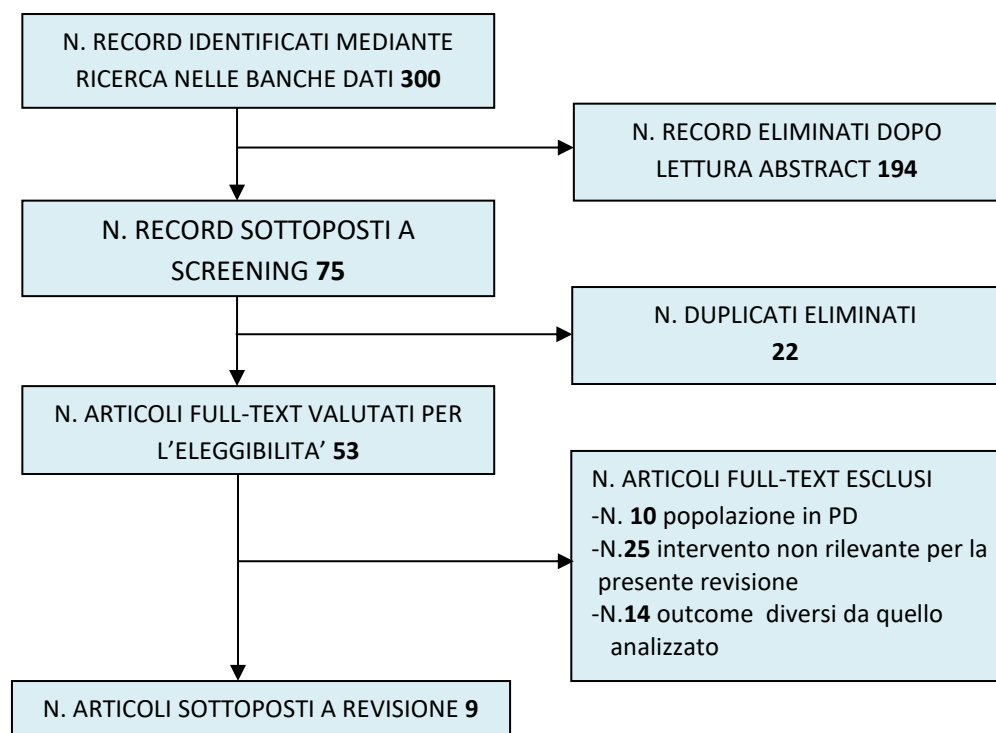 N. RECORD IDENTIFICATI MEDIANTE
RICERCA NELLE BANCHE DATI 300
N. RECORD ELIMINATI DOPO
LETTURA ABSTRACT 194
N. RECORD SOTTOPOSTI A
SCREENING 75
N. DUPLICATI ELIMINATI
22
N. ARTICOLI FULL-TEXT VALUTATI PER
L'ELEGGIBILITA' 53
N. ARTICOLI FULL-TEXT ESCLUSI
-N. 10 popolazione in PD
-N.25 intervento non rilevante per la
presente revisione
-N.14 outcome diversi da quello
analizzato
N. ARTICOLI SOTTOPOSTI A REVISIONE 9